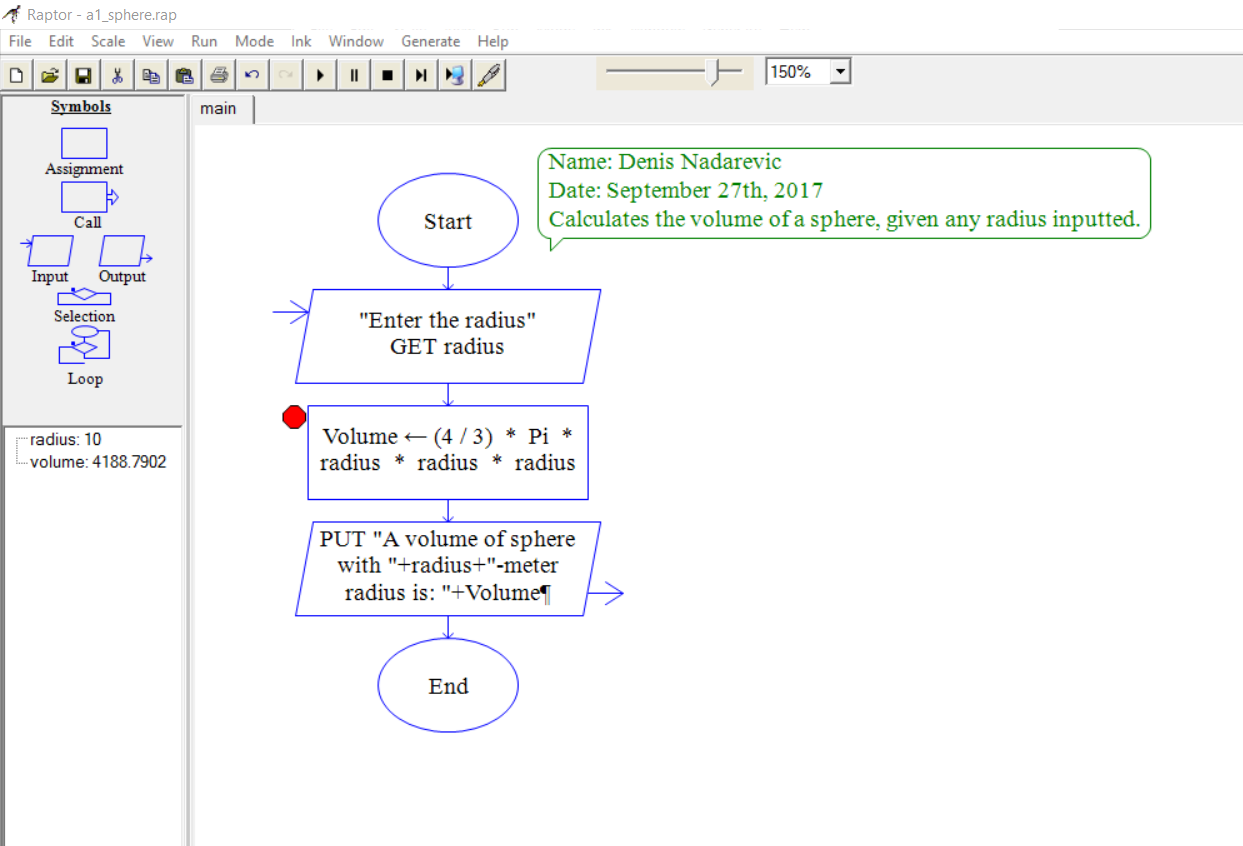 Raptor - a1_sphere.rap
File Edit Scale View Run Mode Ink Window Generate Help
150%
Symbols
Assignment
Call
Input Output
Selection
Loop
radius: 10
volume: 4188.7902
main
Name: Denis Nadarevic
Date: September 27th, 2017
Calculates the volume of a sphere, given any radius inputted.
Start
"Enter the radius"
GET radius
Volume ← (4 / 3) * Pi *
radius * radius * radius
PUT "A volume of sphere
with "+radius+"-meter
radius is: "+Volume¶
End